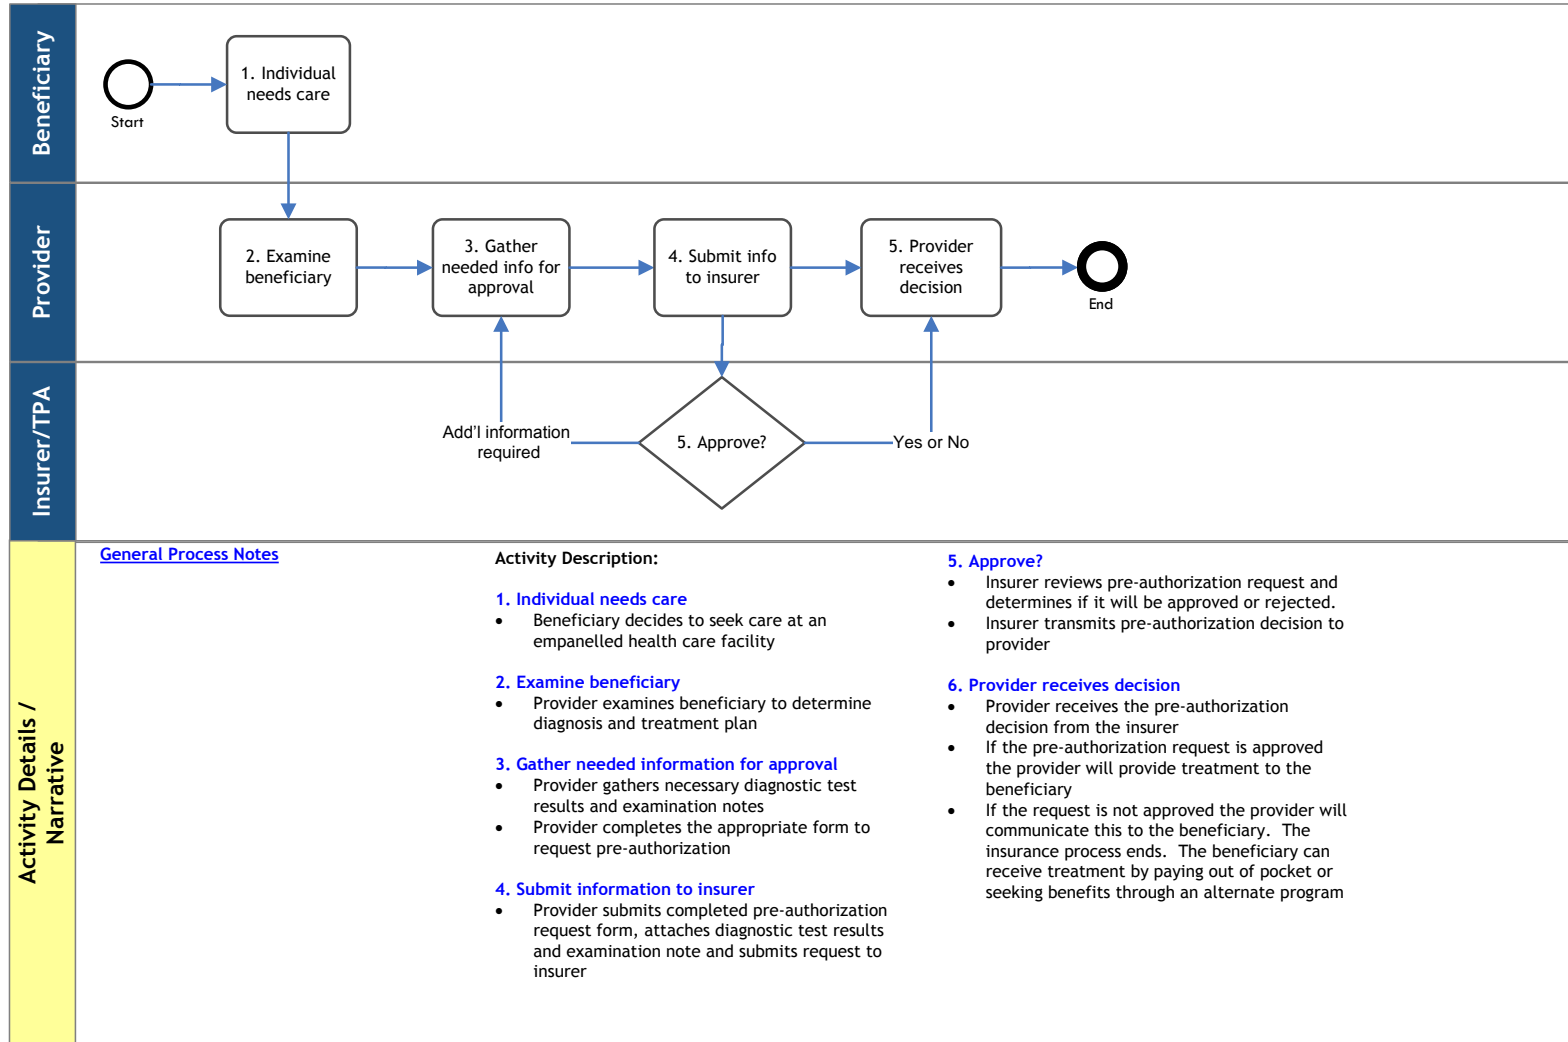 Beneficiary
Start
1. Individual
needs care
Provider
2. Examine
beneficiary
3. Gather
needed info for
approval
4. Submit info
to insurer
5. Provider
receives
decision
End
Insurer/TPA
Add'l information
required
5. Approve?
Yes or No
Activity Details /
Narrative
General Process Notes
Activity Description:
1. Individual needs care
• Beneficiary decides to seek care at an
empanelled health care facility
2. Examine beneficiary
• Provider examines beneficiary to determine
diagnosis and treatment plan
3. Gather needed information for approval
• Provider gathers necessary diagnostic test
results and examination notes
• Provider completes the appropriate form to
request pre-authorization
4. Submit information to insurer
• Provider submits completed pre-authorization
request form, attaches diagnostic test results
and examination note and submits request to
insurer
5. Approve?
• Insurer reviews pre-authorization request and
determines if it will be approved or rejected.
• Insurer transmits pre-authorization decision to
provider
6. Provider receives decision
• Provider receives the pre-authorization
decision from the insurer
• If the pre-authorization request is approved
the provider will provide treatment to the
beneficiary
• If the request is not approved the provider will
communicate this to the beneficiary.  The
insurance process ends.  The beneficiary can
receive treatment by paying out of pocket or
seeking benefits through an alternate program